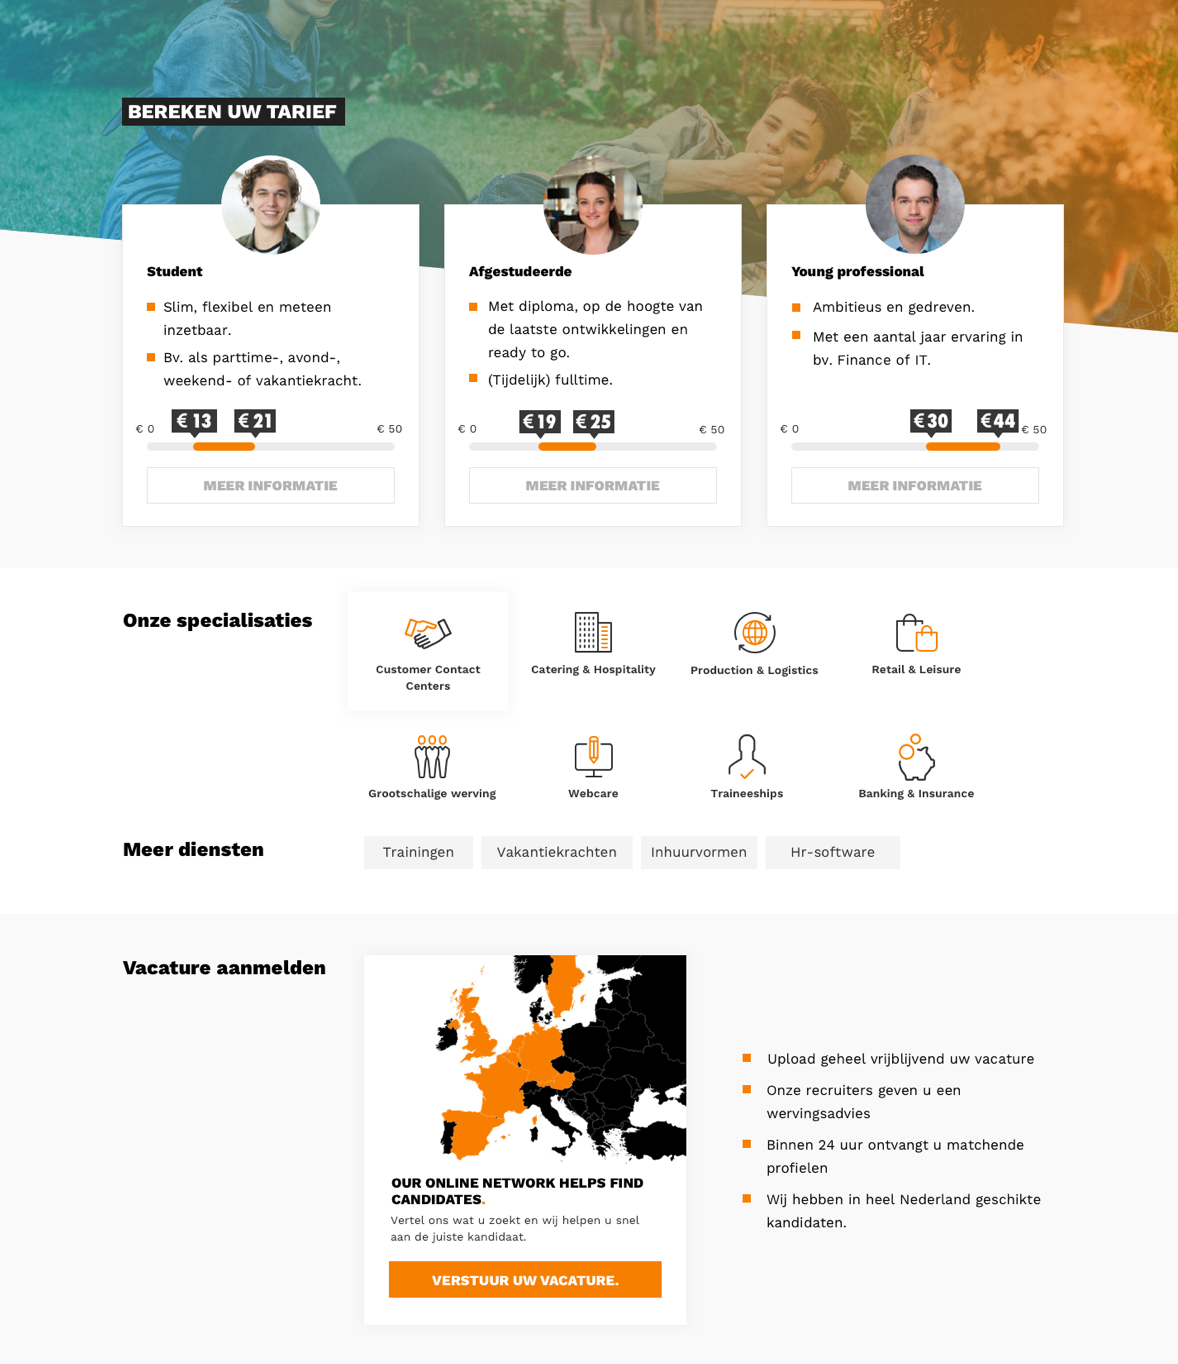 BEREKEN UW TARIEF
Student
Slim, flexibel en meteen
inzetbaar.
Bv. als parttime-, avond-,
weekend- of vakantiekracht.
€ 0
€ 13
€ 21
€ 50
MEER INFORMATIE
Afgestudeerde
Met diploma, op de hoogte van
de laatste ontwikkelingen en
ready to go.
(Tijdelijk) fulltime.
€ 0
€ 19
€ 25
€ 50
MEER INFORMATIE
Young professional
Ambitieus en gedreven.
Met een aantal jaar ervaring in
bv. Finance of IT.
€ 0
€ 30
€ 44
€ 50
MEER INFORMATIE
Onze specialisaties
Customer Contact
Centers
Catering & Hospitality
Production & Logistics
Retail & Leisure
Grootschalige werving
Webcare
Traineeships
Banking & Insurance
Meer diensten
Trainingen
Vakantiekrachten
Inhuurvormen
Hr-software
Vacature aanmelden
OUR ONLINE NETWORK HELPS FIND
CANDIDATES.
Vertel ons wat u zoekt en wij helpen u snel
aan de juiste kandidaat.
VERSTUUR UW VACATURE.
Upload geheel vrijblijvend uw vacature
Onze recruiters geven u een
wervingsadvies
Binnen 24 uur ontvangt u matchende
profielen
Wij hebben in heel Nederland geschikte
kandidaten.